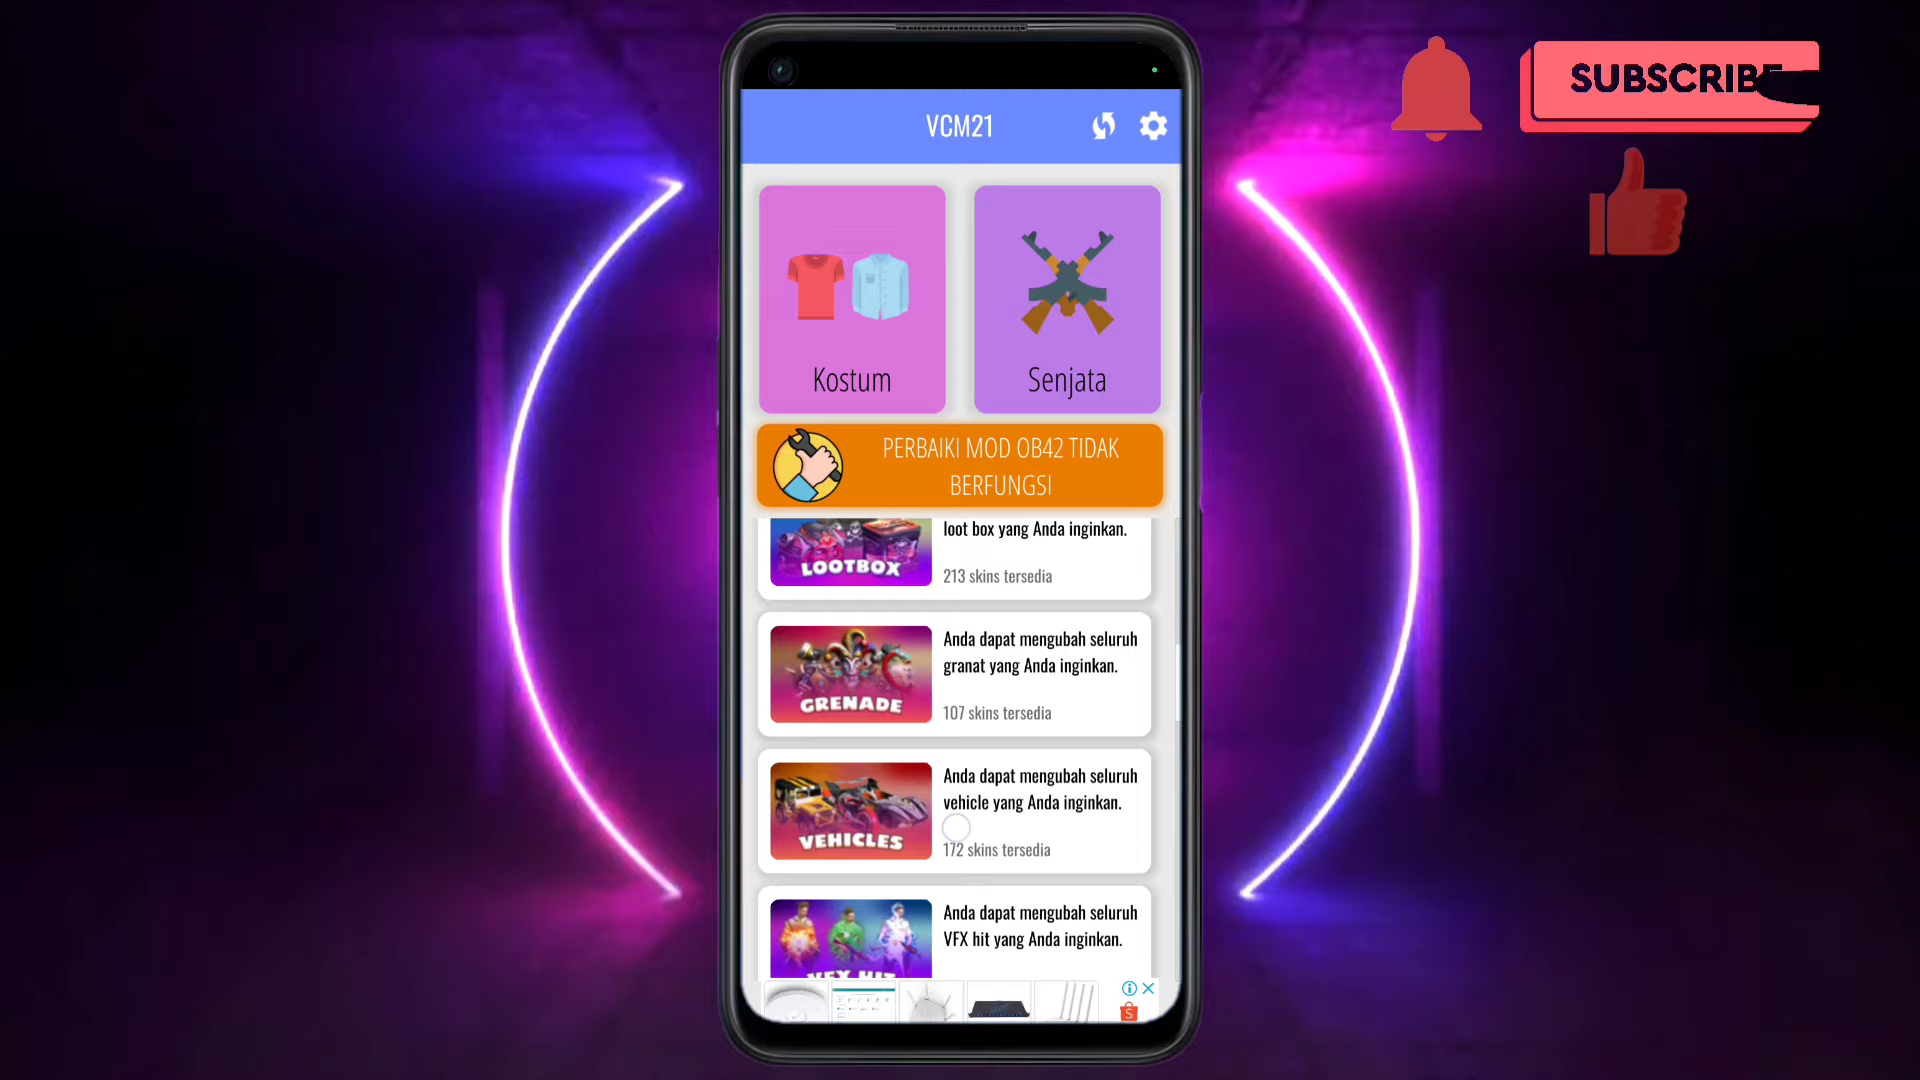 SUBSCRIBE
VCM21
Kostum
Senjata
PERBAIKI MOD OB42 TIDAK
BERFUNGSI
loot box yang Anda inginkan.
LOOTBOX
213 skins tersedia
Anda dapat mengubah seluruh
granat yang Anda inginkan.
GRENADE
107 skins tersedia
Anda dapat mengubah seluruh
vehicle yang Anda inginkan.
VEHICLES
172 skins tersedia
Anda dapat mengubah seluruh
VFX hit yang Anda inginkan.
VFX HIT